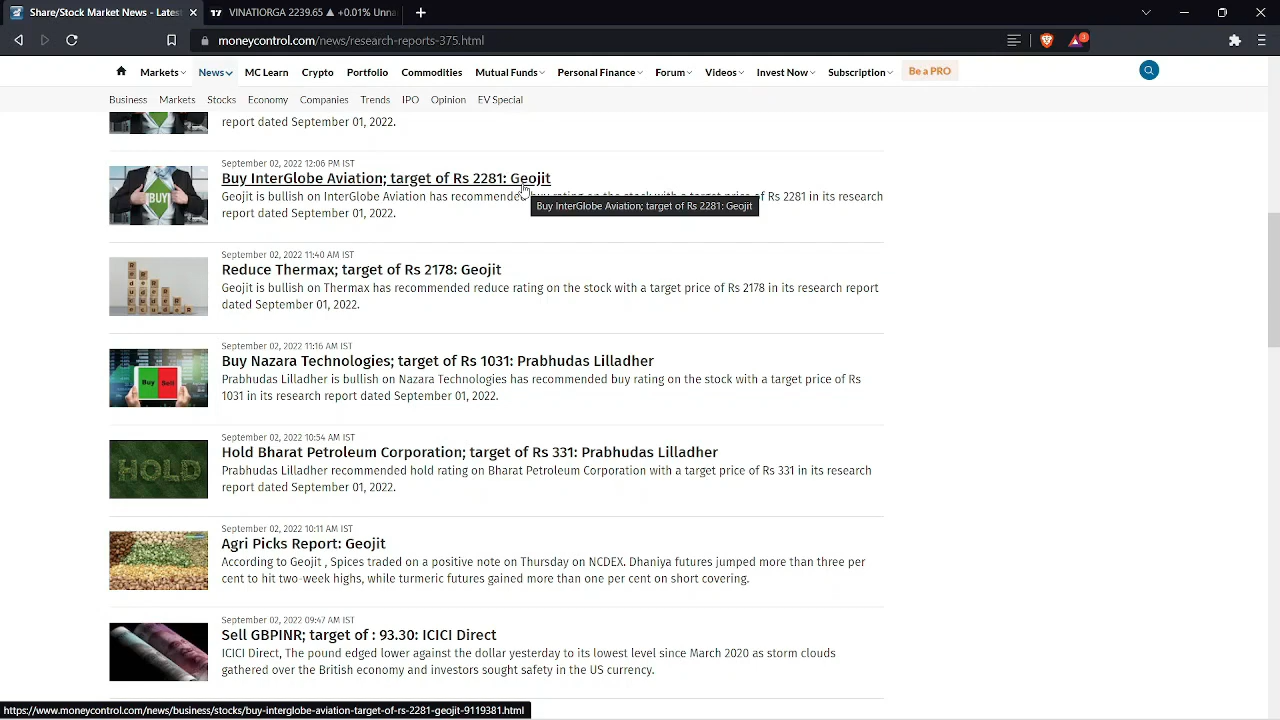 Share/Stock Market News - Latest
VINATIORGA 2239.65 ▲ +0.01% Unna
moneycontrol.com/news/research-reports-375.json
Markets News MC Learn Crypto Portfolio Commodities Mutual Funds Personal Finance Forum Videos Invest Now Subscription Be a PRO
Business Markets Stocks Economy Companies Trends IPO Opinion EV Special
report dated September 01, 2022.
September 02, 2022 12:06 PM IST
Buy InterGlobe Aviation; target of Rs 2281: Geojit
Geojit is bullish on InterGlobe Aviation has recommended buy rating on the stock with a target price of Rs 2281 in its research
report dated September 01, 2022.
Buy InterGlobe Aviation; target of Rs 2281: Geojit
[BUY]
September 02, 2022 11:40 AM IST
Reduce Thermax; target of Rs 2178: Geojit
Geojit is bullish on Thermax has recommended reduce rating on the stock with a target price of Rs 2178 in its research report
dated September 01, 2022.
September 02, 2022 11:16 AM IST
Buy Nazara Technologies; target of Rs 1031: Prabhudas Lilladher
Prabhudas Lilladher is bullish on Nazara Technologies has recommended buy rating on the stock with a target price of Rs
1031 in its research report dated September 01, 2022.
Buy Sell
September 02, 2022 10:54 AM IST
Hold Bharat Petroleum Corporation; target of Rs 331: Prabhudas Lilladher
Prabhudas Lilladher recommended hold rating on Bharat Petroleum Corporation with a target price of Rs 331 in its research
report dated September 01, 2022.
HOLD
September 02, 2022 10:11 AM IST
Agri Picks Report: Geojit
According to Geojit , Spices traded on a positive note on Thursday on NCDEX. Dhaniya futures jumped more than three per
cent to hit two-week highs, while turmeric futures gained more than one per cent on short covering.
September 02, 2022 09:47 AM IST
Sell GBPINR; target of : 93.30: ICICI Direct
ICICI Direct, The pound edged lower against the dollar yesterday to its lowest level since March 2020 as storm clouds
gathered over the British economy and investors sought safety in the US currency.
https://www.moneycontrol.com/news/business/stocks/buy-interglobe-aviation-target-of-rs-2281-geojit-9119381.html